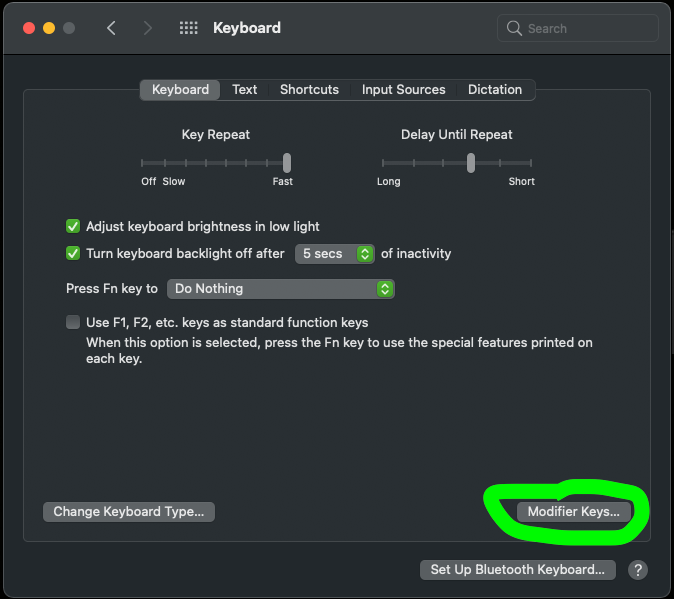 Keyboard
Search
Keyboard Text Shortcuts Input Sources Dictation
Key Repeat Delay Until Repeat
Off Slow Fast Long Short
Adjust keyboard brightness in low light
Turn keyboard backlight off after 5 secs of inactivity
Press Fn key to Do Nothing
Use F1, F2, etc. keys as standard function keys
When this option is selected, press the Fn key to use the special features printed on
each key.
Change Keyboard Type... Modifier Keys...
Set Up Bluetooth Keyboard... ?